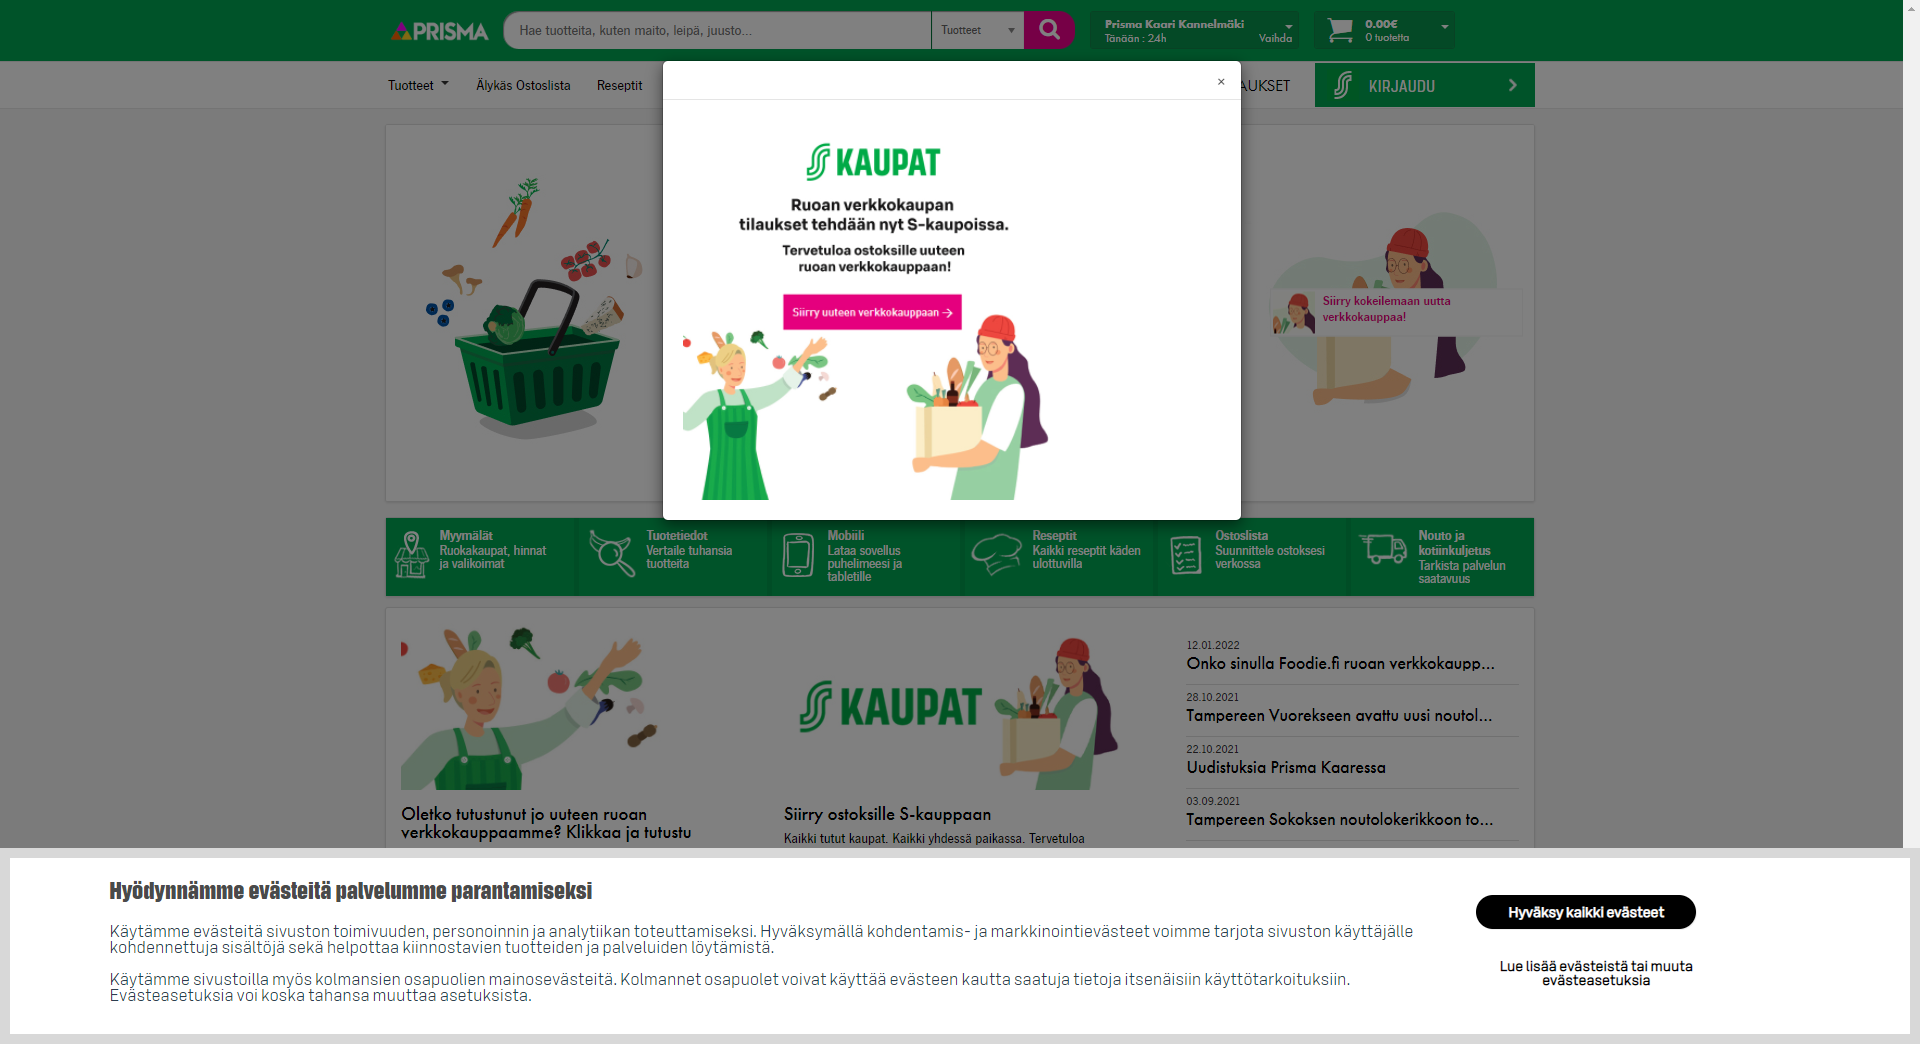 PRISMA
Hae tuotteita, kuten maito, leipä, juusto...
Tuotteet
Prisma Kaari Kannelmäki
Tänään : 24h
Vaihda
0.00€
0 tuotetta
Tuotteet
Älykäs Ostoslista
Reseptit
AUKSET
KIRJAUDU
×
KAUPAT
Ruoan verkkokaupan
tilaukset tehdään nyt S-kaupoissa.
Tervetuloa ostoksille uuteen
ruoan verkkokauppaan!
Siirry uuteen verkkokauppaan →
Siirry kokeilemaan uutta
verkkokauppaa!
Myymälät
Ruokakaupat, hinnat
ja valikoimat
Tuotetiedot
Vertaile tuhansia
tuotteita
Mobiili
Lataa sovellus
puhelimeesi ja
tabletille
Reseptit
Kaikki reseptit käden
ulottuvilla
Ostoslista
Suunnittele ostoksesi
verkossa
Nouto ja
kotiinkuljetus
Tarkista palvelun
saatavuus
Oletko tutustunut jo uuteen ruoan
verkkokauppaamme? Klikkaa ja tutustu
KAUPAT
Siirry ostoksille S-kauppaan
Kaikki tutut kaupat. Kaikki yhdessä paikassa. Tervetuloa
12.01.2022
Onko sinulla Foodie.fi ruoan verkkokaupp...
28.10.2021
Tampereen Vuorekseen avattu uusi noutol...
22.10.2021
Uudistuksia Prisma Kaaressa
03.09.2021
Tampereen Sokoksen noutolokerikkoon to...
Hyödynnämme evästeitä palvelumme parantamiseksi
Käytämme evästeitä sivuston toimivuuden, personoinnin ja analytiikan toteuttamiseksi. Hyväksymällä kohdentamis- ja markkinointievästeet voimme tarjota sivuston käyttäjälle
kohdennettuja sisältöjä sekä helpottaa kiinnostavien tuotteiden ja palveluiden löytämistä.
Käytämme sivustoilla myös kolmansien osapuolien mainosevästeitä. Kolmannet osapuolet voivat käyttää evästeen kautta saatuja tietoja itsenäisiin käyttötarkoituksiin.
Evästeasetuksia voi koska tahansa muuttaa asetuksista.
Hyväksy kaikki evästeet
Lue lisää evästeistä tai muuta
evästeasetuksia